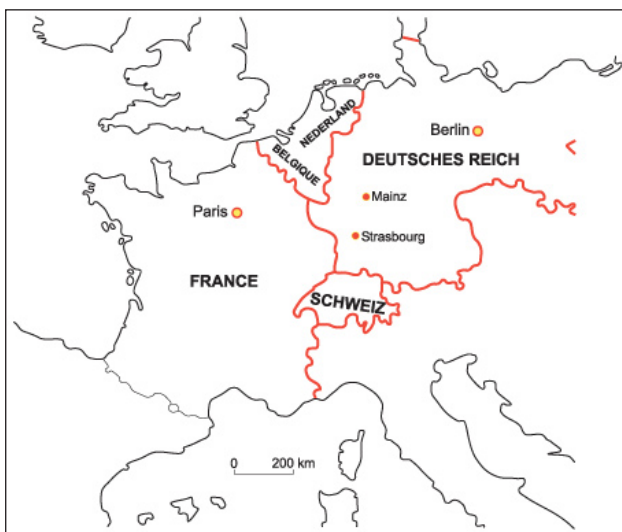 NEDERLAND
BELGIQUE
Berlin
DEUTSCHES REICH
Mainz
Paris
Strasbourg
FRANCE
SCHWEIZ
0 200 km